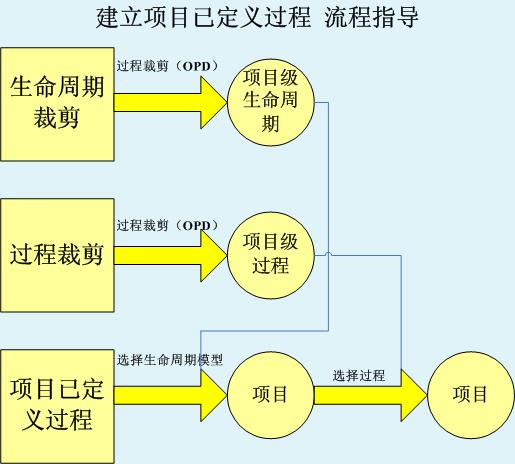 建立项目已定义过程 流程指导
过程裁剪（OPD）
生命周期
裁剪
项目级
生命周
期
过程裁剪（OPD）
过程裁剪
项目级
过程
选择生命周期模型
项目已定
义过程
项目
选择过程
项目